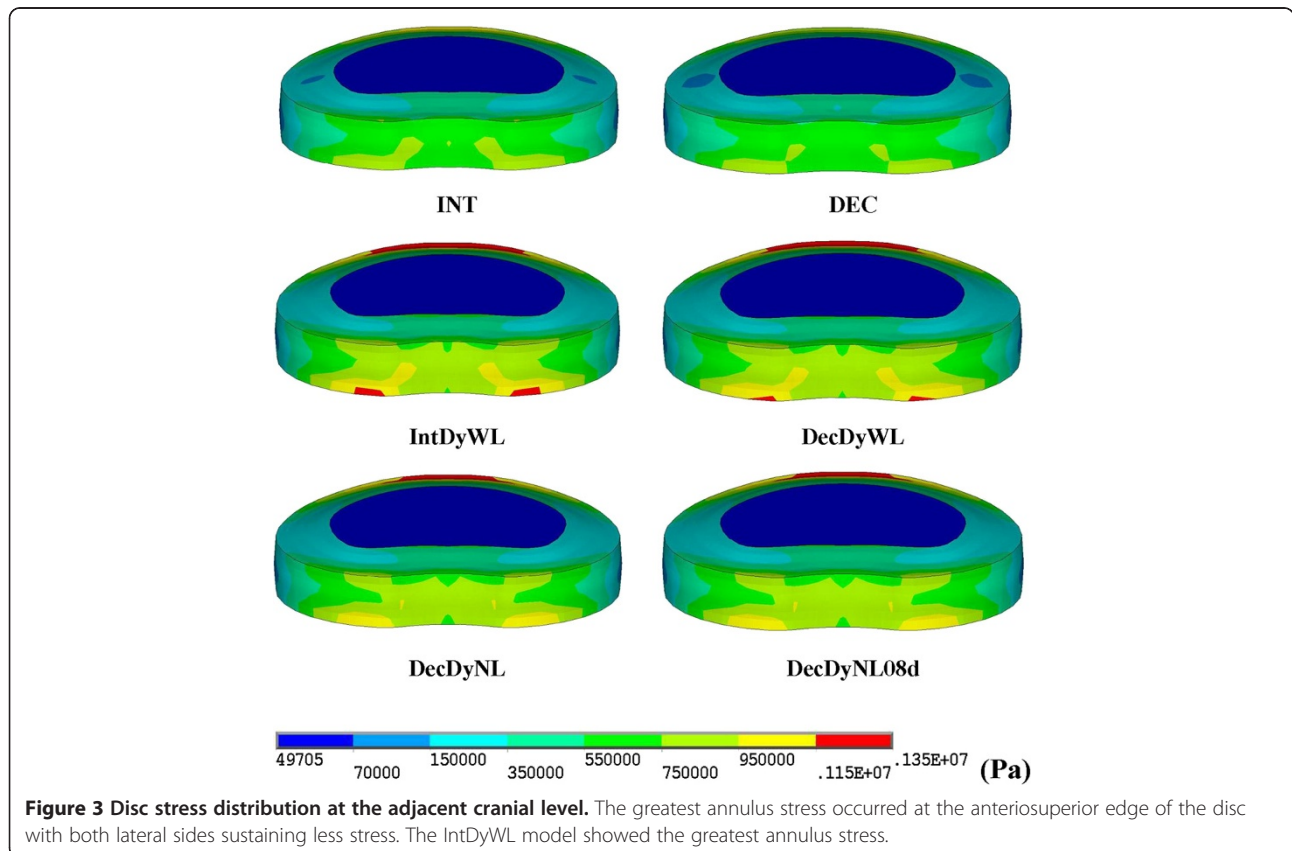 INT DEC
IntDyWL DecDyWL
DecDyNL DecDyNL08d
49705 150000 550000 950000 .135E+07
70000 350000 750000 .115E+07 (Pa)
Figure 3 Disc stress distribution at the adjacent cranial level. The greatest annulus stress occurred at the anteriosuperior edge of the disc
with both lateral sides sustaining less stress. The IntDyWL model showed the greatest annulus stress.